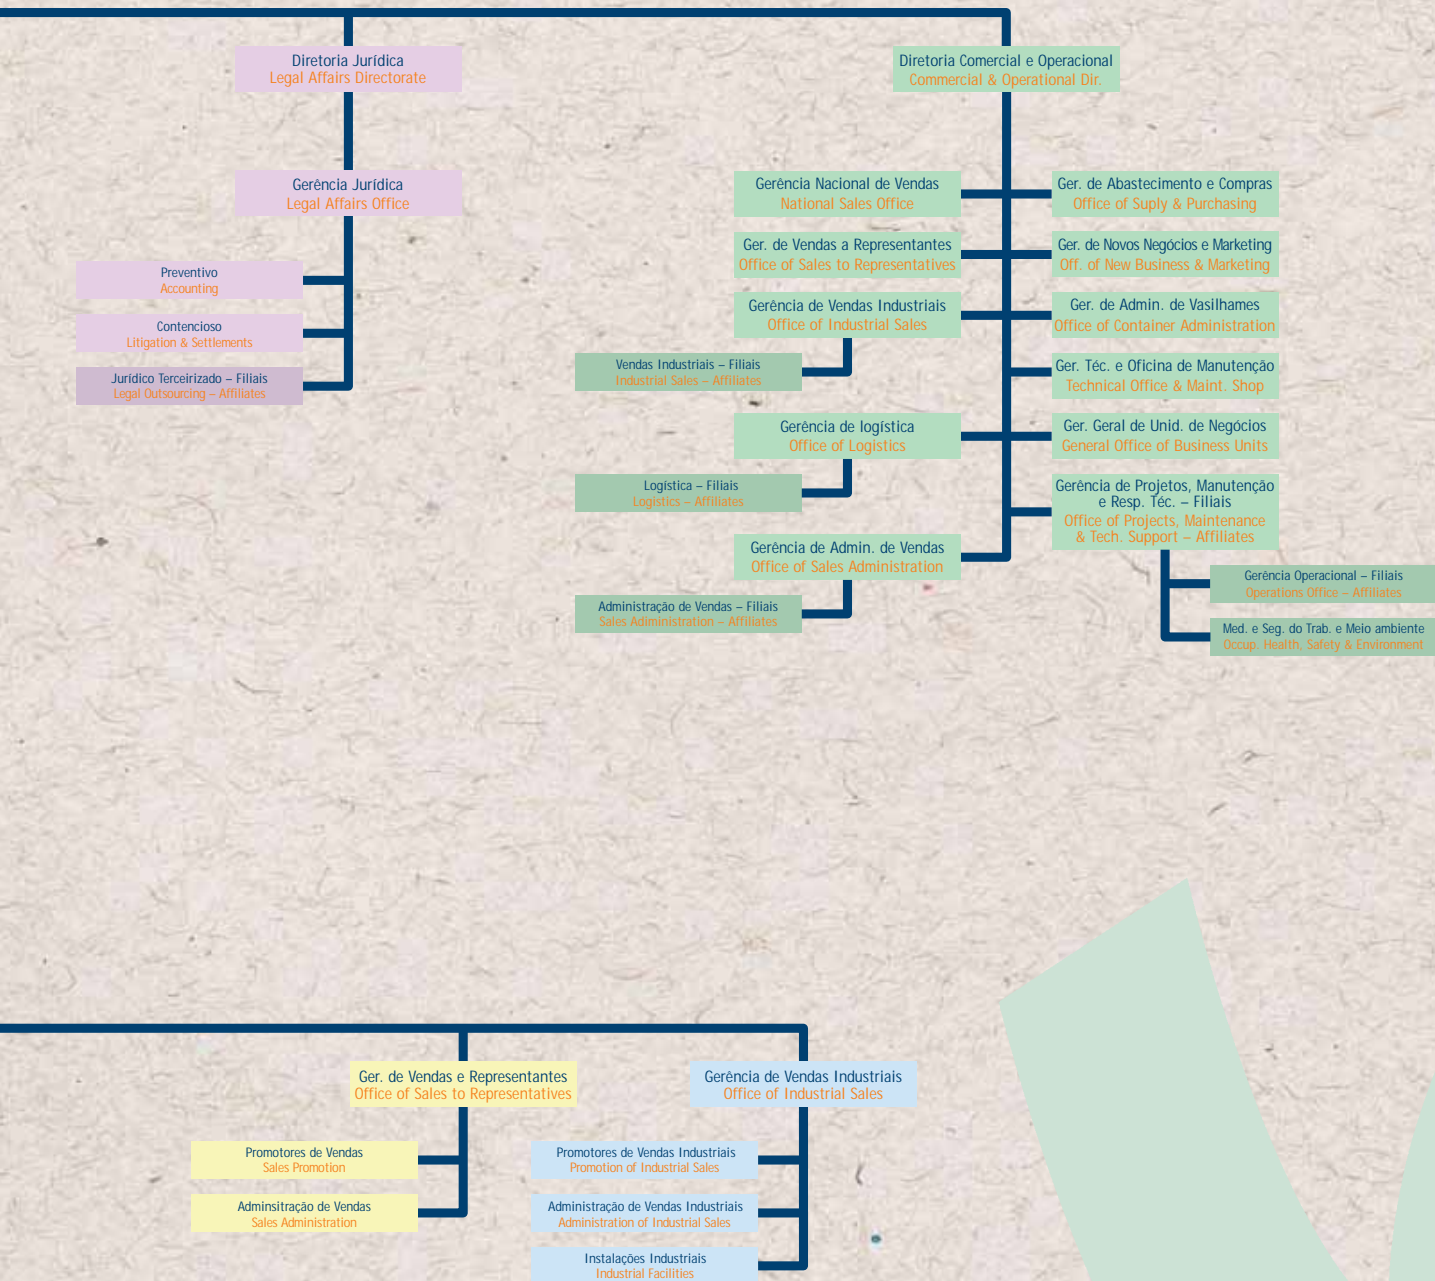 Diretoria Jurídica
Legal Affairs Directorate
Diretoria Comercial e Operacional
Commercial & Operational Dir.
Gerência Jurídica
Legal Affairs Office
Preventivo
Accounting
Contencioso
Litigation & Settlements
Jurídico Terceirizado – Filiais
Legal Outsourcing – Affiliates
Gerência Nacional de Vendas
National Sales Office
Ger. de Vendas a Representantes
Office of Sales to Representatives
Gerência de Vendas Industriais
Office of Industrial Sales
Vendas Industriais – Filiais
Industrial Sales – Affiliates
Gerência de logística
Office of Logistics
Logística – Filiais
Logistics – Affiliates
Gerência de Admin. de Vendas
Office of Sales Administration
Administração de Vendas – Filiais
Sales Adiministration – Affiliates
Ger. de Abastecimento e Compras
Office of Suply & Purchasing
Ger. de Novos Negócios e Marketing
Off. of New Business & Marketing
Ger. de Admin. de Vasilhames
Office of Container Administration
Ger. Téc. e Oficina de Manutenção
Technical Office & Maint. Shop
Ger. Geral de Unid. de Negócios
General Office of Business Units
Gerência de Projetos, Manutenção
e Resp. Téc. – Filiais
Office of Projects, Maintenance
& Tech. Support – Affiliates
Gerência Operacional – Filiais
Operations Office – Affiliates
Med. e Seg. do Trab. e Meio ambiente
Occup. Health, Safety & Environment
Ger. de Vendas e Representantes
Office of Sales to Representatives
Promotores de Vendas
Sales Promotion
Adminsitração de Vendas
Sales Administration
Gerência de Vendas Industriais
Office of Industrial Sales
Promotores de Vendas Industriais
Promotion of Industrial Sales
Administração de Vendas Industriais
Administration of Industrial Sales
Instalações Industriais
Industrial Facilities